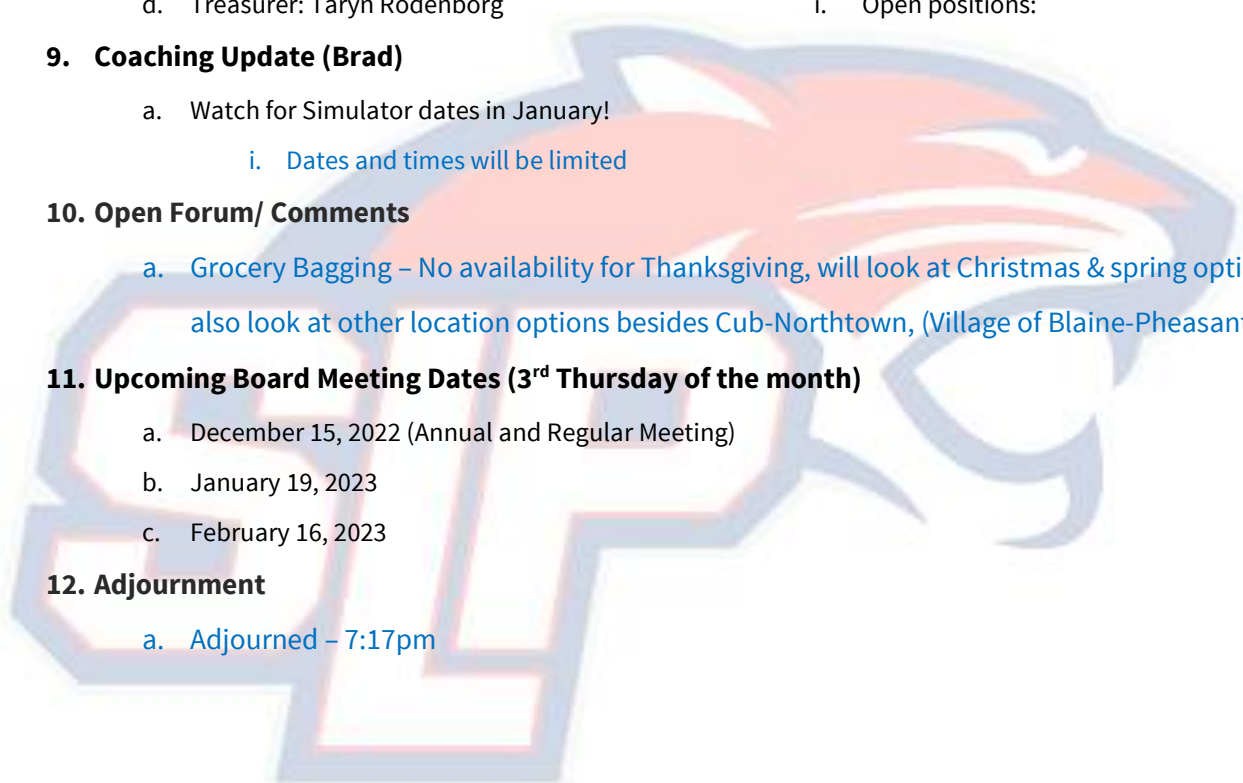 d. Treasurer: Taryn Rodenborg i. Open positions:
9. Coaching Update (Brad)
a. Watch for Simulator dates in January!
i. Dates and times will be limited
10. Open Forum/ Comments
a. Grocery Bagging – No availability for Thanksgiving, will look at Christmas & spring
also look at other location options besides Cub-Northtown, (Village of Blaine-Pheasant
11. Upcoming Board Meeting Dates (3rd Thursday of the month)
a. December 15, 2022 (Annual and Regular Meeting)
b. January 19, 2023
c. February 16, 2023
12. Adjournment
a. Adjourned – 7:17pm
SLP